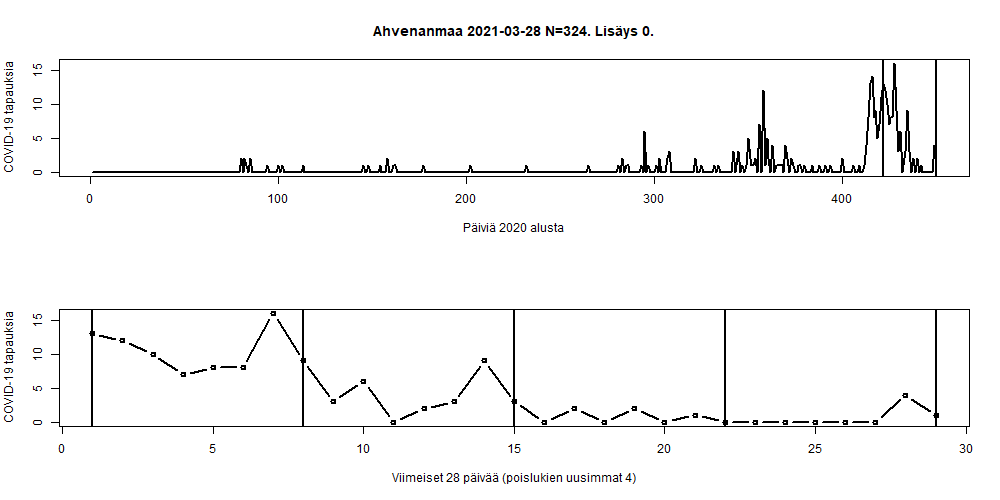 Ahvenanmaa 2021-03-28 N=324. Lisäys 0.
COVID-19 tapauksia
15
10
5
0
0 100 200 300 400
Päiviä 2020 alusta
COVID-19 tapauksia
15
10
5
0
0 5 10 15 20 25 30
Viimeiset 28 päivää (poislukien uusimmat 4)